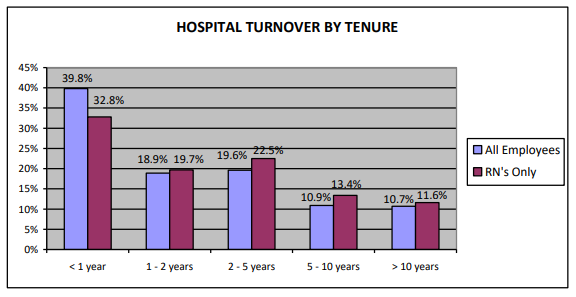 HOSPITAL TURNOVER BY TENURE
45%
40%
35%
30%
25%
20%
15%
10%
5%
0%
39.8%
32.8%
18.9%
19.7%
19.6%
22.5%
10.9%
13.4%
10.7%
11.6%
< 1 year
1 - 2 years
2 - 5 years
5 - 10 years
> 10 years
All Employees
RN's Only